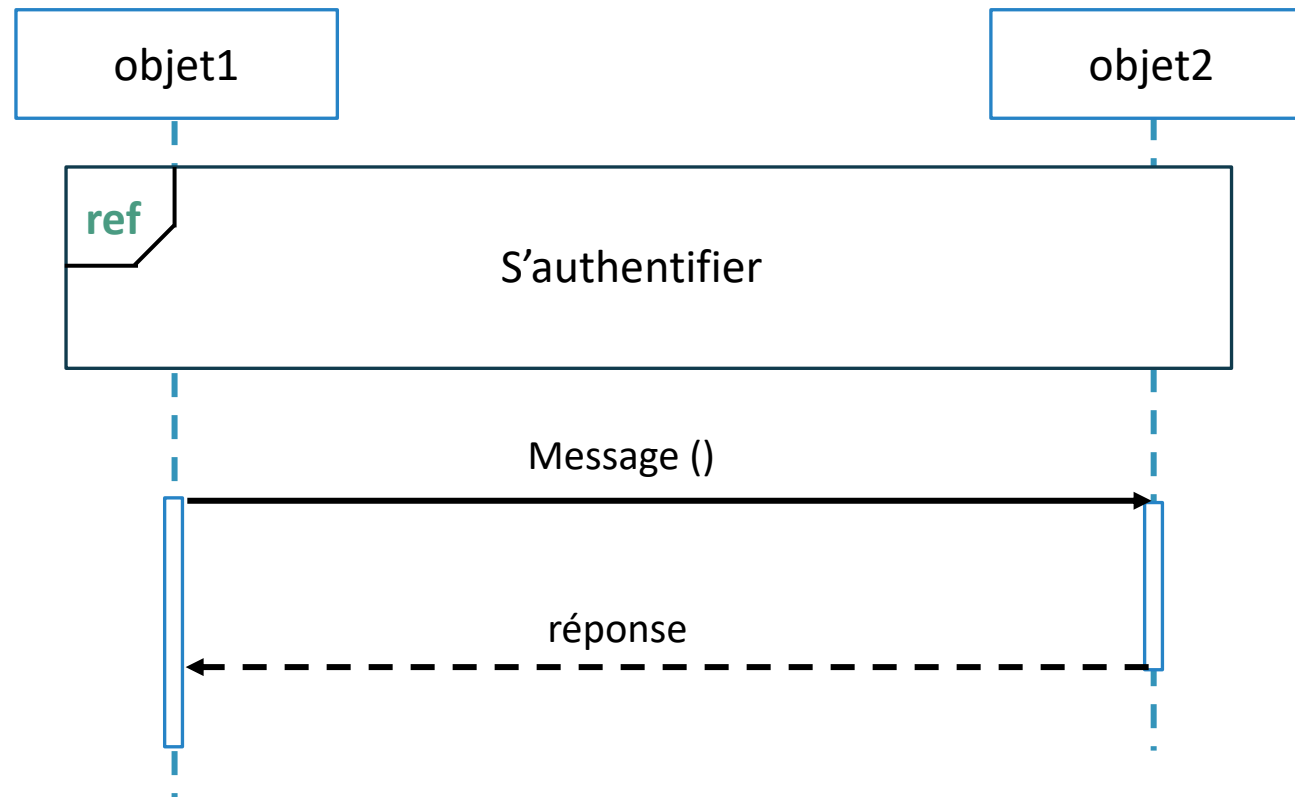 objet1
objet2
ref
S’authentifier
Message ()
réponse